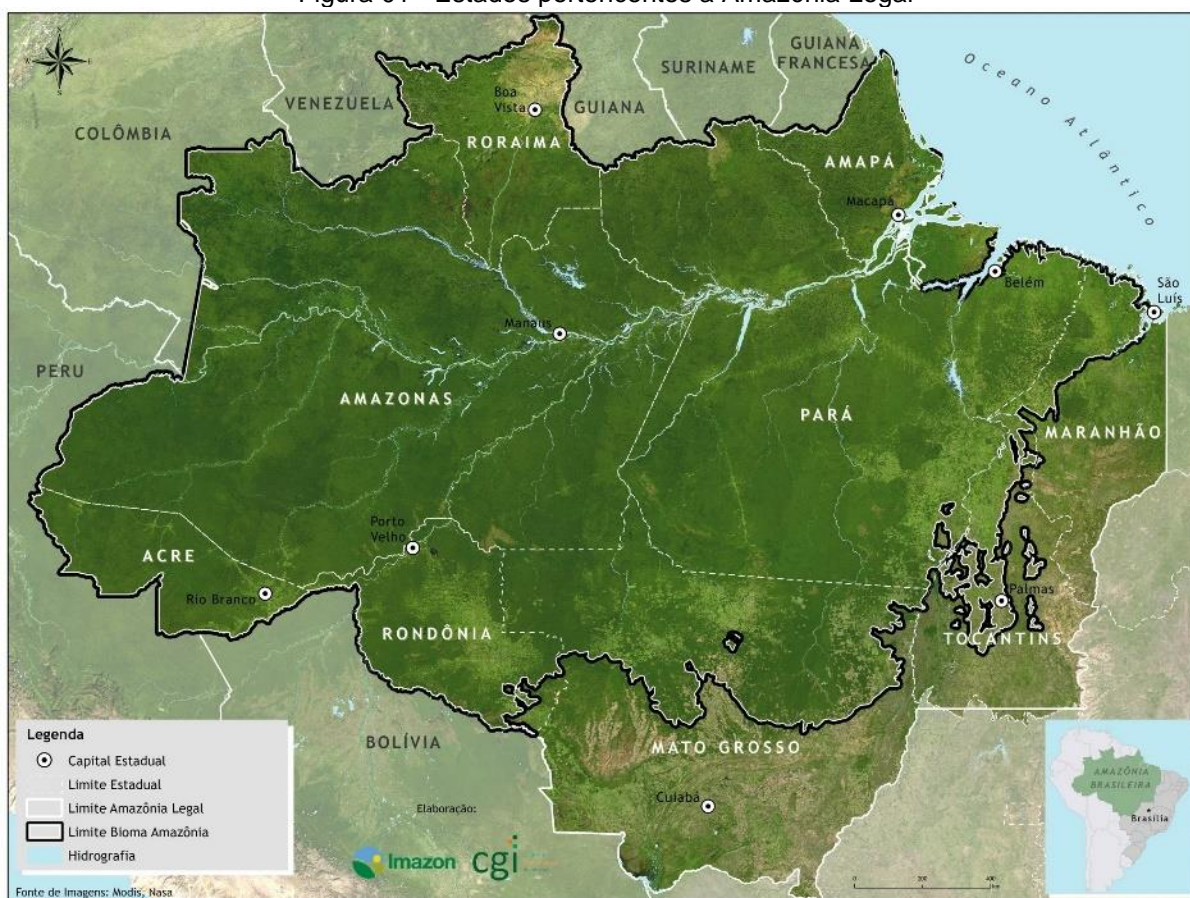 Figura 01 - Estados pertencentes à Amazônia Legal
Oceano Atlântico
N
S
E
COLÔMBIA
VENEZUELA
GUIANA
SURINAME
GUIANA
FRANCESA
PERU
BOLÍVIA
Boa
Vista
RORAIMA
AMAPÁ
Macapá
Belém
São
Luís
Manaus
AMAZONAS
PARÁ
MARANHÃO
Porto
Velho
ACRE
Rio Branco
RONDÔNIA
Palmas
TOCANTINS
MATO GROSSO
Cuiabá
Legenda
Capital Estadual
Limite Estadual
Limite Amazônia Legal
Limite Bioma Amazônia
Hidrografia
Fonte de Imagens: Modis, Nasa
Elaboração:
Imazon
cgi
AMAZÔNIA
BRASILEIRA
Brasília